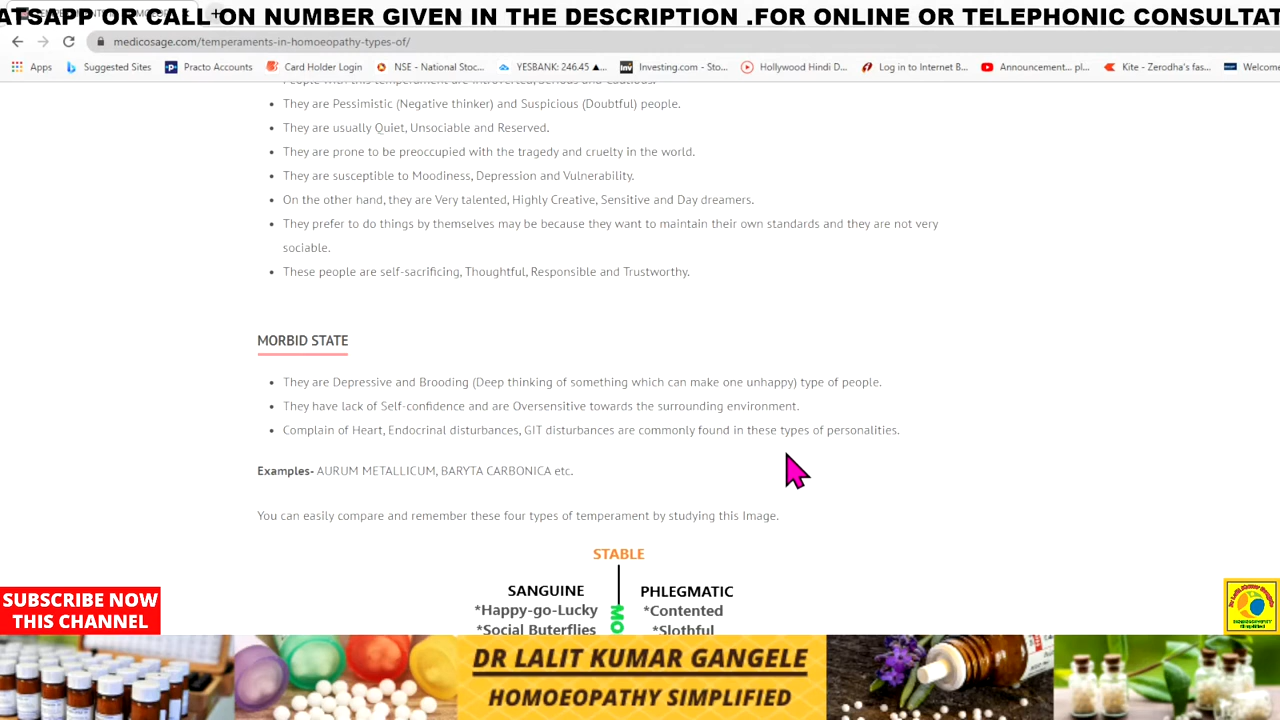 ATSAPP OR CALL ON NUMBER GIVEN IN THE DESCRIPTION .FOR ONLINE OR TELEPHONIC CONSULTAT
medicosage.com/temperaments-in-homoeopathy-types-of/
Apps Suggested Sites Practo Accounts Card Holder Login NSE - National Stoc... YESBANK: 246.45 ▲... Investing.com - Sto... Hollywood Hindi D... Log in to Internet B... Announcement... pl... Kite - Zerodha's fas... Welcome
People with this temperament are Introverted, Serious and Cautious.
• They are Pessimistic (Negative thinker) and Suspicious (Doubtful) people.
• They are usually Quiet, Unsociable and Reserved.
• They are prone to be preoccupied with the tragedy and cruelty in the world.
• They are susceptible to Moodiness, Depression and Vulnerability.
• On the other hand, they are Very talented, Highly Creative, Sensitive and Day dreamers.
• They prefer to do things by themselves may be because they want to maintain their own standards and they are not very
sociable.
• These people are self-sacrificing, Thoughtful, Responsible and Trustworthy.
MORBID STATE
• They are Depressive and Brooding (Deep thinking of something which can make one unhappy) type of people.
• They have lack of Self-confidence and are Oversensitive towards the surrounding environment.
• Complain of Heart, Endocrinal disturbances, GIT disturbances are commonly found in these types of personalities.
Examples- AURUM METALLICUM, BARYTA CARBONICA etc.
You can easily compare and remember these four types of temperament by studying this Image.
STABLE
SANGUINE PHLEGMATIC
*Happy-go-Lucky *Contented
*Social Buterflies *Slothful
MO
SUBSCRIBE NOW
THIS CHANNEL
DR LALIT KUMAR GANGELE
HOMOEOPATHY SIMPLIFIED